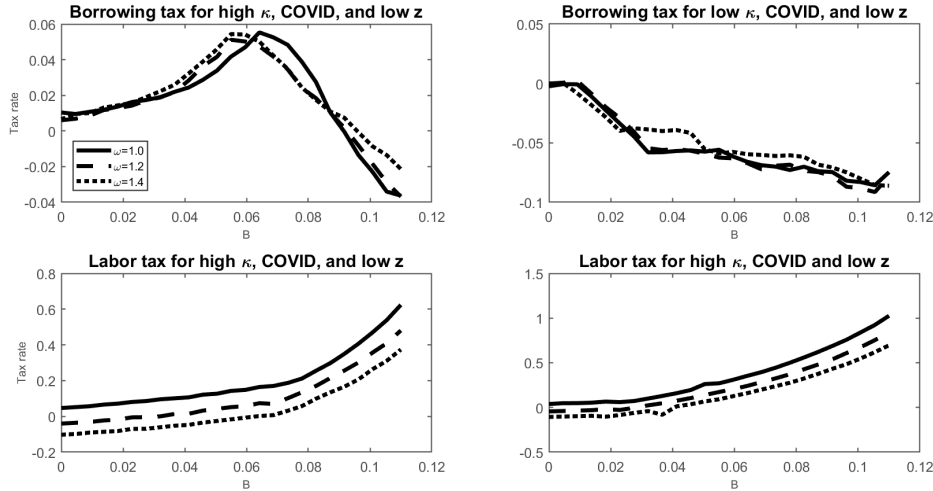 Borrowing tax for high κ, COVID, and low z
0.06
0.04
0.02
0
-0.02
-0.04
Tax rate
ω=1.0
ω=1.2
ω=1.4
0 0.02 0.04 0.06 0.08 0.1 0.12
B
Borrowing tax for low κ, COVID, and low z
0.05
0
-0.05
-0.1
0 0.02 0.04 0.06 0.08 0.1 0.12
B
Labor tax for high κ, COVID, and low z
0.8
0.6
0.4
0.2
0
-0.2
Tax rate
0 0.02 0.04 0.06 0.08 0.1 0.12
B
Labor tax for high κ, COVID and low z
1.5
1
0.5
0
-0.5
0 0.02 0.04 0.06 0.08 0.1 0.12
B